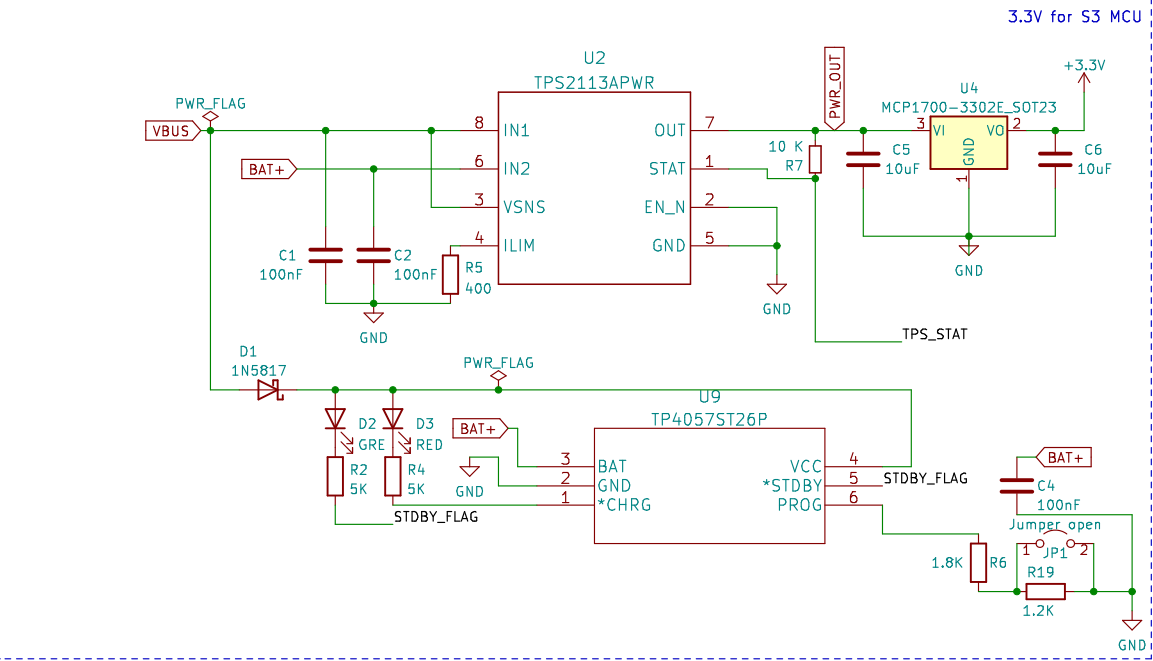 3.3V for S3 MCU
U2
TPS2113APWR
PWR_FLAG
VBUS
BAT+
8 IN1
6 IN2
3 VSNS
4 ILIM
OUT 7
STAT 1
EN_N 2
GND 5
C1
100nF
C2
100nF
R5
400
GND
GND
PWR_OUT
10 K
R7
C5
10uF
U4
MCP1700-3302E_SOT23
3 VI
VO 2
GND
1
+3.3V
C6
10uF
GND
TPS_STAT
D1
1N5817
PWR_FLAG
D2
GRE
D3
RED
R2
5K
R4
5K
STDBY_FLAG
BAT+
GND
U9
TP4057ST26P
3 BAT
2 GND
1 *CHRG
VCC 4
*STDBY 5
PROG 6
STDBY_FLAG
BAT+
C4
100nF
Jumper open
1 JP1 2
1.8K R6
R19
1.2K
GND